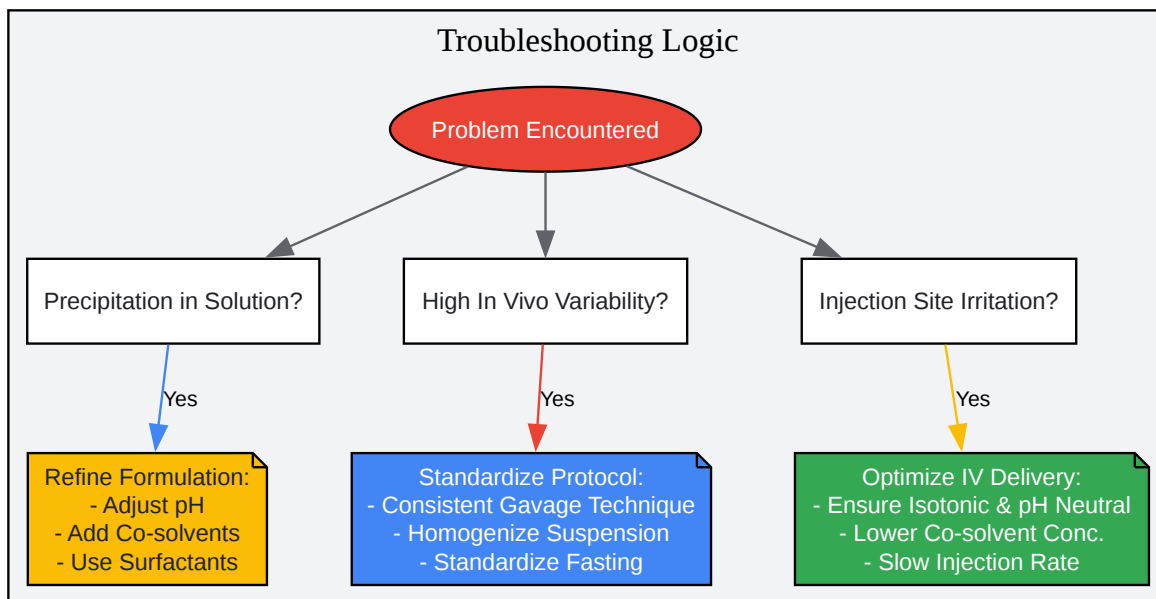 Troubleshooting Logic
Problem Encountered
Precipitation in Solution?
High In Vivo Variability?
Injection Site Irritation?
Yes
Yes
Yes
Refine Formulation:
- Adjust pH
- Add Co-solvents
- Use Surfactants
Standardize Protocol:
- Consistent Gavage Technique
- Homogenize Suspension
- Standardize Fasting
Optimize IV Delivery:
- Ensure Isotonic & pH Neutral
- Lower Co-solvent Conc.
- Slow Injection Rate